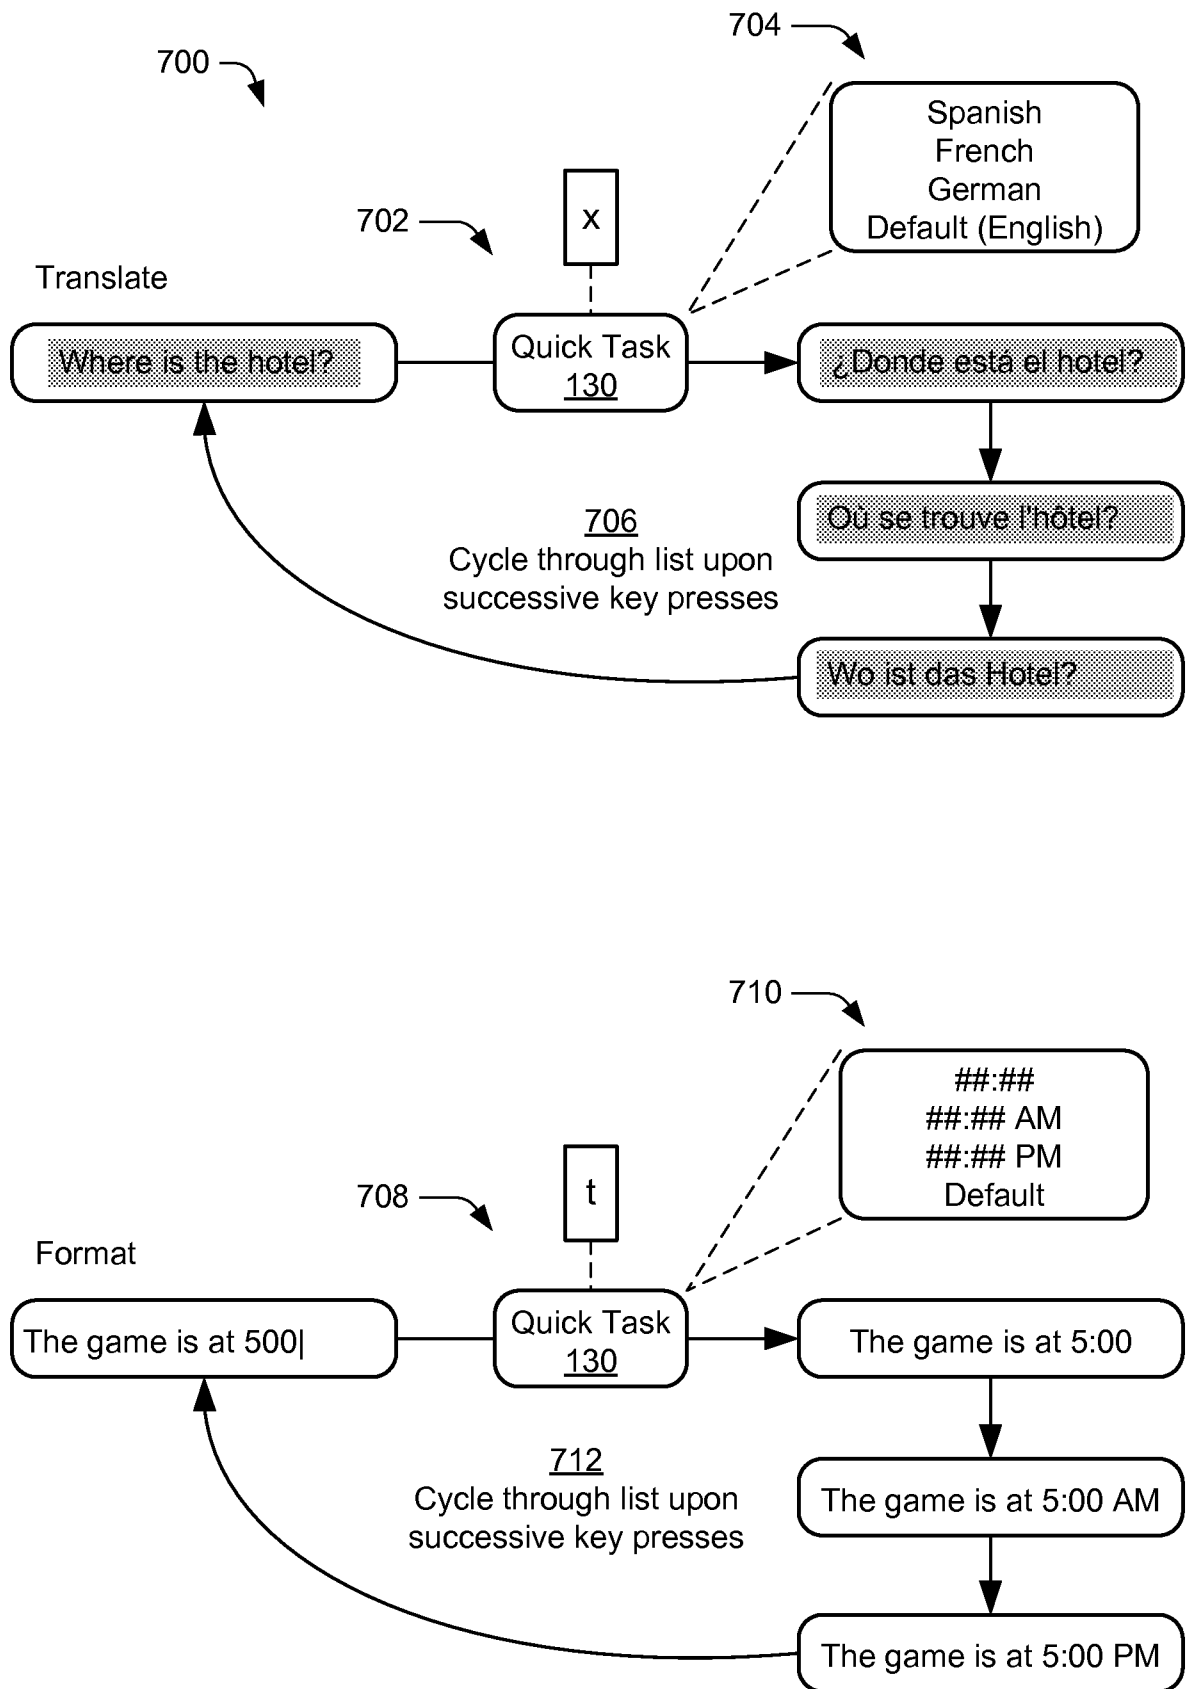 704
700
Spanish
French
German
Default (English)
x
702
Translate
Where is the hotel?
Quick Task
130
¿Donde está el hotel?
Où se trouve l'hôtel?
706
Cycle through list upon
successive key presses
Wo ist das Hotel?
710
##:##
##:## AM
##:## PM
Default
t
708
Format
The game is at 500|
Quick Task
130
The game is at 5:00
712
Cycle through list upon
successive key presses
The game is at 5:00 AM
The game is at 5:00 PM